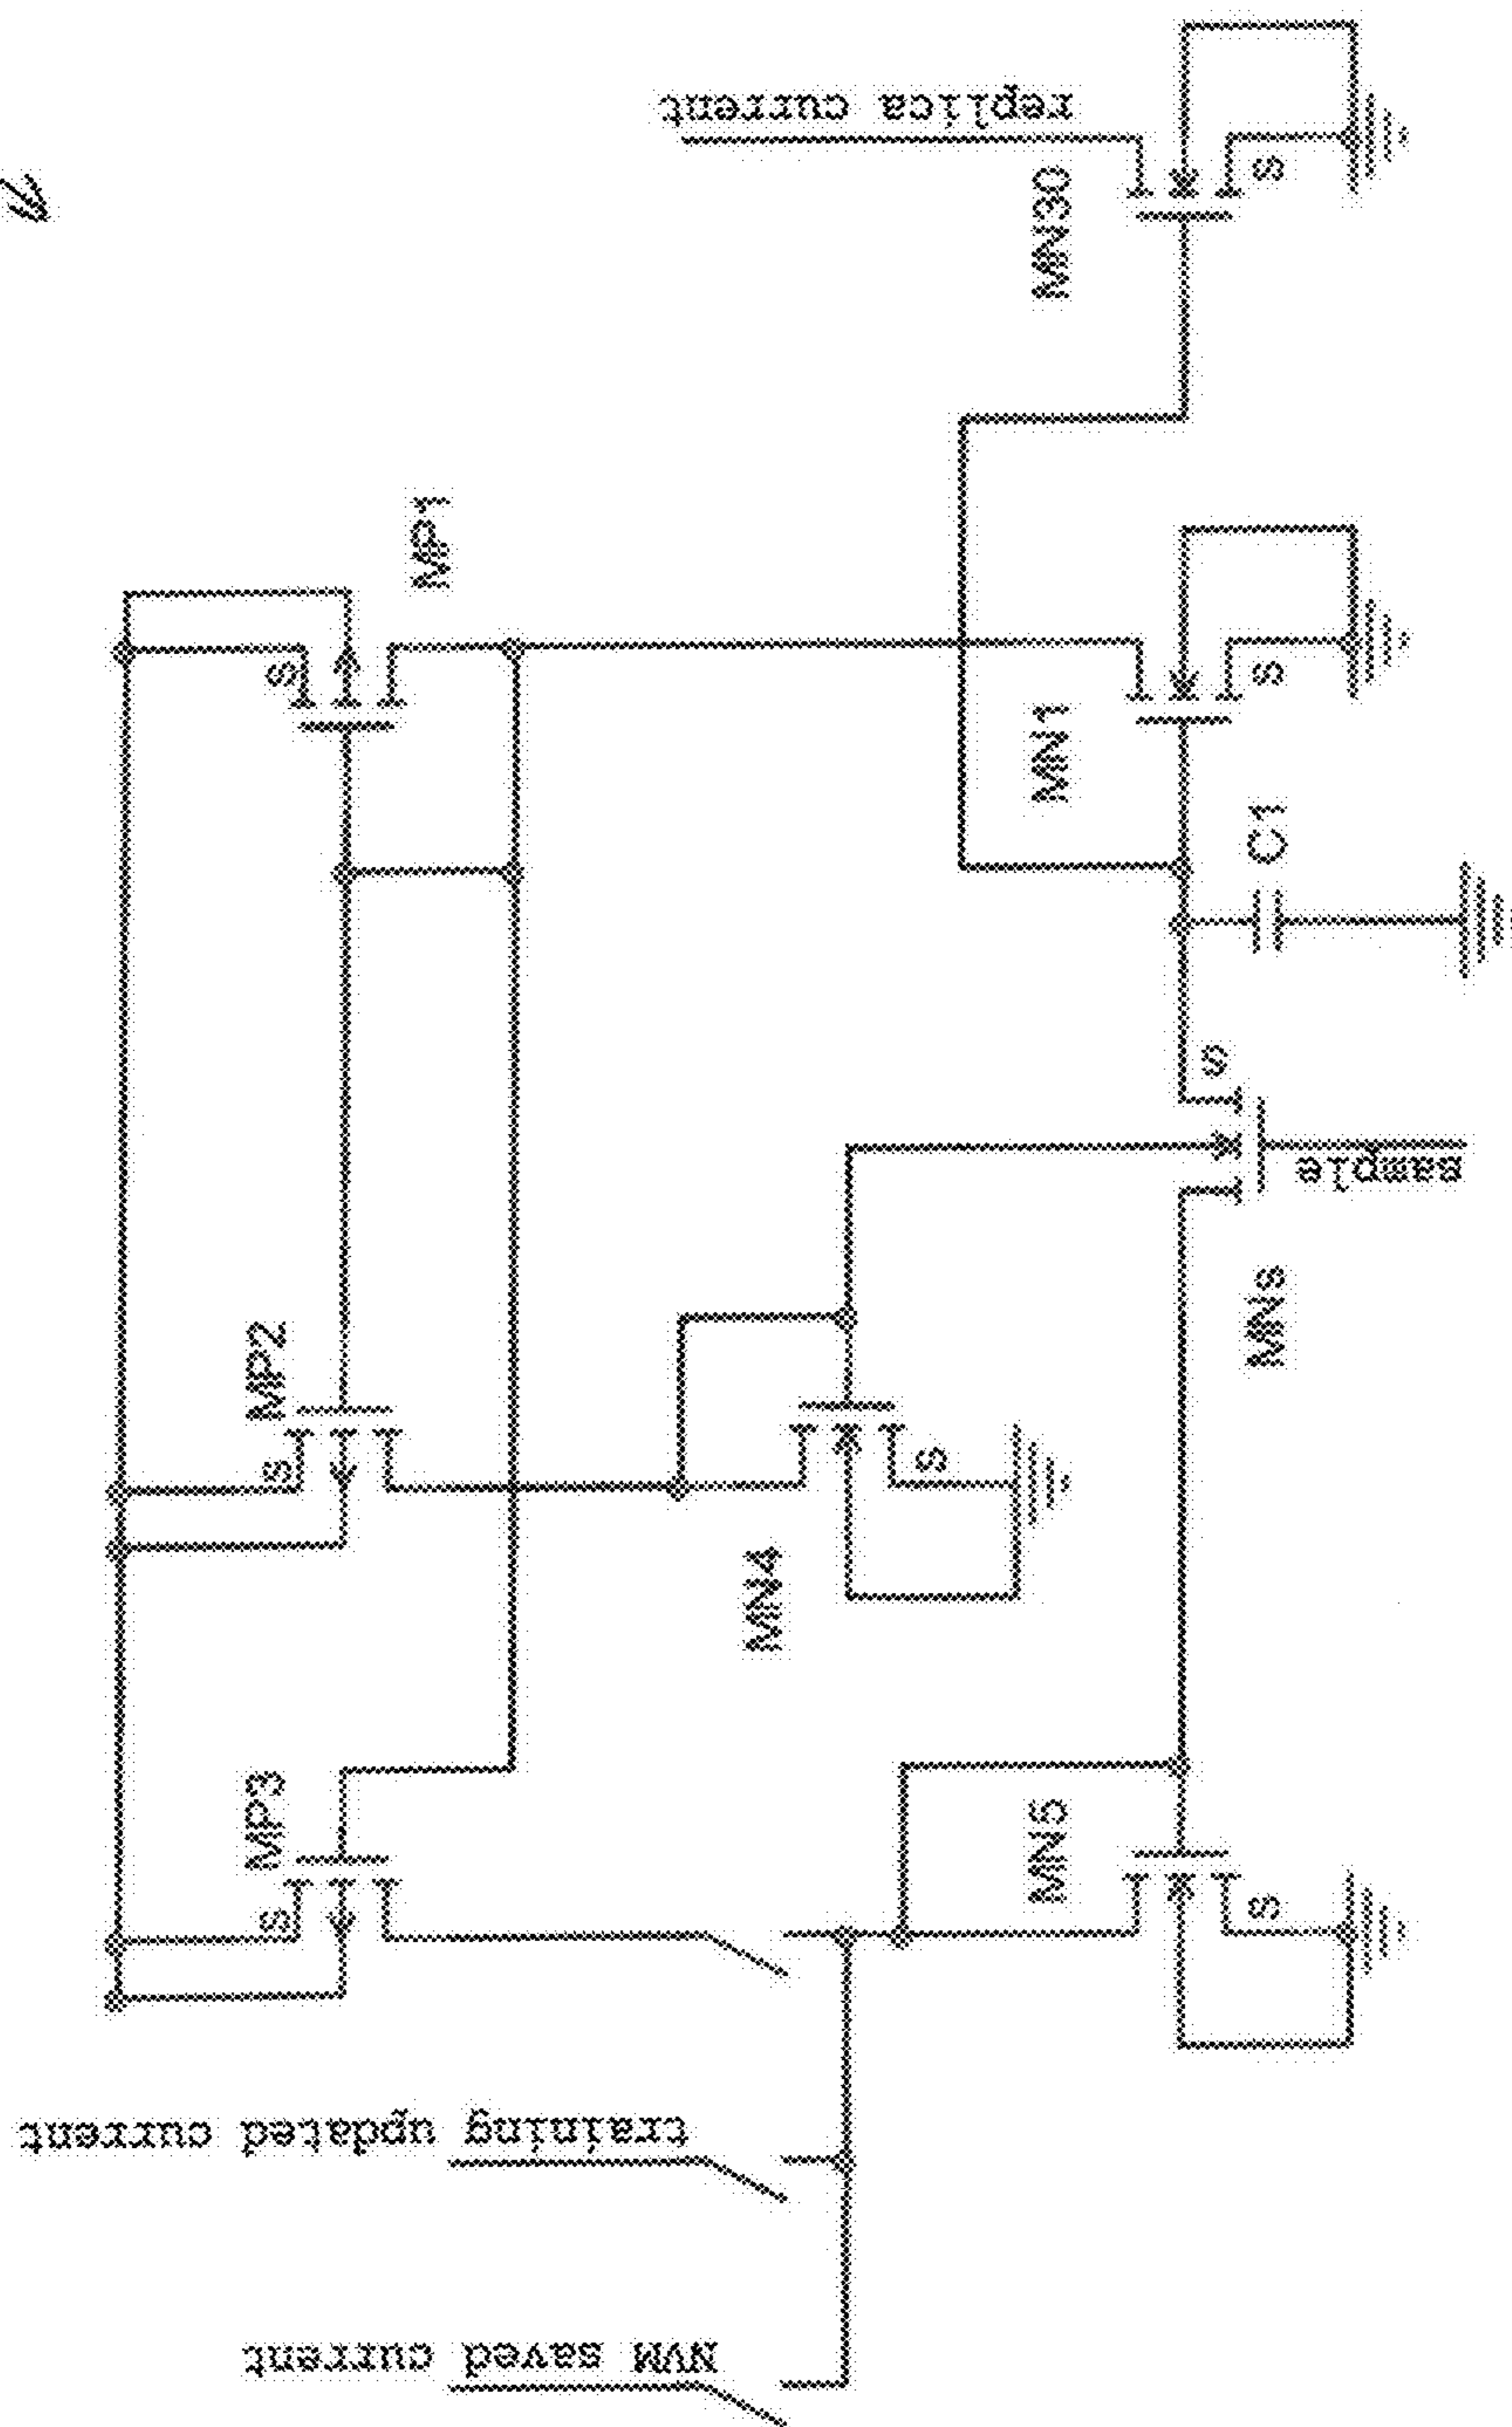 replica current
MN30
S
MP1
S
MN1
S
C1
S
sample
MNs
MP2
S
MN4
S
MP3
S
MN5
S
training updated current
NVM saved current